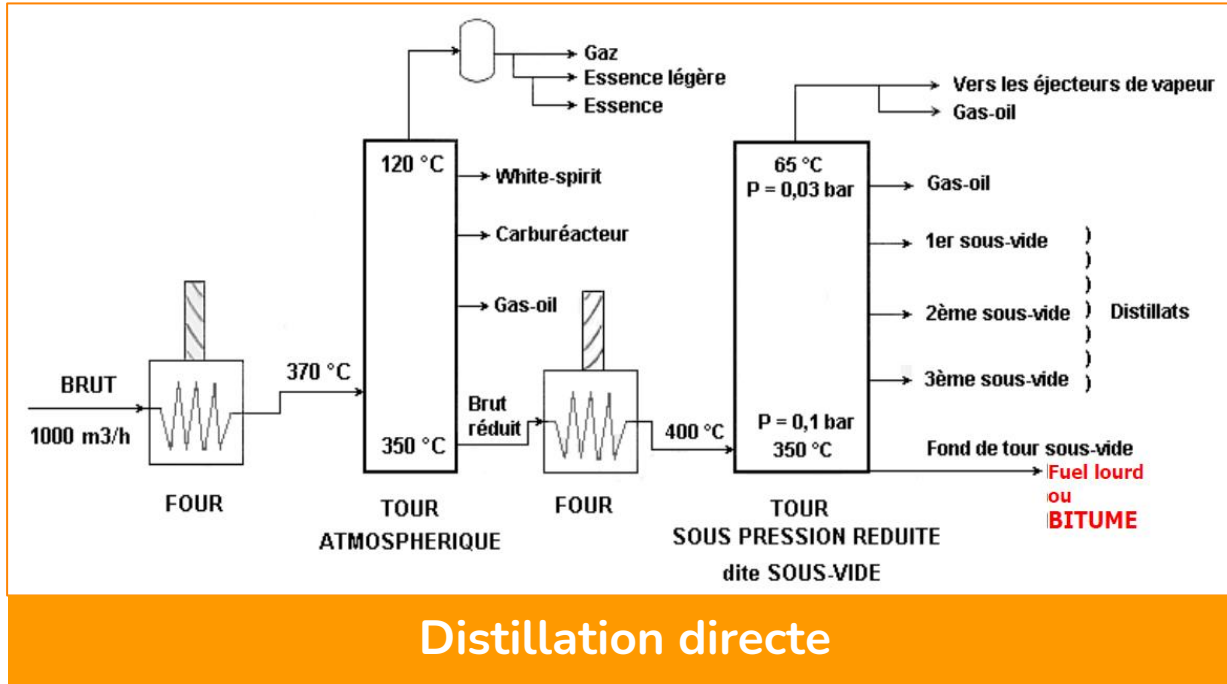 Gaz
Essence légère
Essence
120 °C
White-spirit
Carburéacteur
Gas-oil
BRUT
1000 m3/h
370 °C
350 °C
Brut
réduit
400 °C
FOUR
TOUR
ATMOSPHERIQUE
FOUR
Vers les éjecteurs de vapeur
Gas-oil
65 °C
P = 0,03 bar
Gas-oil
1er sous-vide
2ème sous-vide
3ème sous-vide
) ) ) ) ) ) ) )
Distillats
P = 0,1 bar
350 °C
Fond de tour sous-vide
Fuel lourd
ou
BITUME
TOUR
SOUS PRESSION REDUITE
dite SOUS-VIDE
Distillation directe